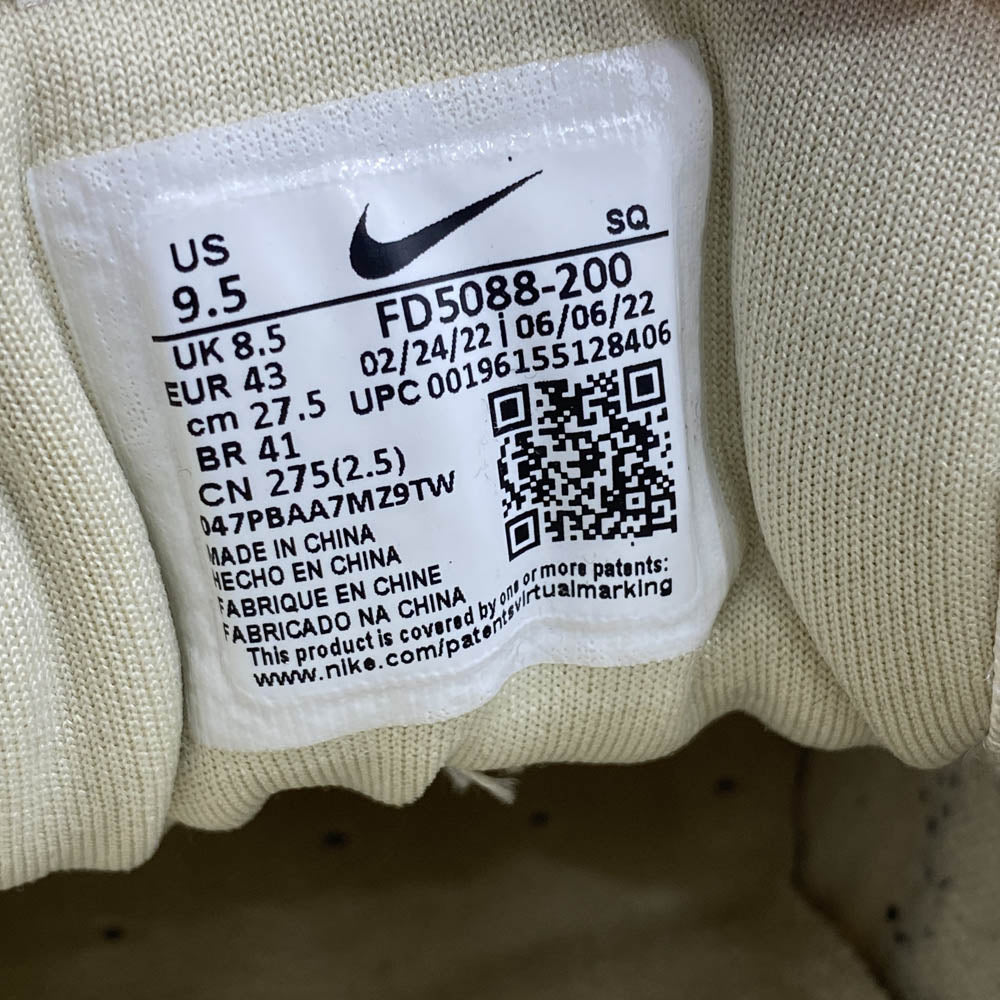 US
9.5
SQ
UK 8.5
EUR 43
cm 27.5
BR 41
CN 275(2.5)
FD5088-200
02/24/22 | 06/06/22
UPC 00196155128406
047PBAA7MZ9TW
MADE IN CHINA
HECHO EN CHINA
FABRIQUE EN CHINE
FABRICADO NA CHINA
This product is covered by one or more patents:
www.nike.com/patentsvirtualmarking